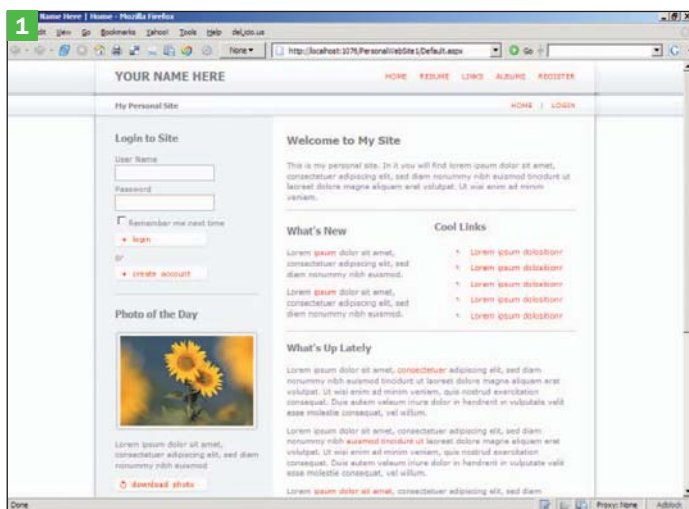 1
Name Here | Home - Mozilla Firefox
View Go Bookmarks Yahoo! Tools Help del.icio.us
None
http://localhost:1076/PersonalWebSite1/Default.aspx
Go
YOUR NAME HERE
HOME RESUME LINKS ALBUMS REGISTER
My Personal Site
HOME | LOGIN
Login to Site
User Name
Password
Remember me next time
login
or
create account
Photo of the Day
Lorem ipsum dolor sit amet,
consectetuer adipiscing elit, sed diam
nonummy nibh euismod
download photo
Welcome to My Site
This is my personal site. In it you will find lorem ipsum dolor sit amet,
consectetuer adipiscing elit, sed diam nonummy nibh euismod tincidunt ut
laoreet dolore magna aliquam erat volutpat. Ut wisi enim ad minim
veniam.
What's New
Lorem ipsum dolor sit amet,
consectetuer adipiscing elit, sed
diam nonummy nibh euismod.
Lorem ipsum dolor sit amet,
consectetuer adipiscing elit, sed
diam nonummy nibh euismod.
Cool Links
Lorem ipsum dolositionr
Lorem ipsum dolositionr
Lorem ipsum dolositionr
Lorem ipsum dolositionr
Lorem ipsum dolositionr
What's Up Lately
Lorem ipsum dolor sit amet, consectetuer adipiscing elit, sed diam
nonummy nibh euismod tincidunt ut laoreet dolore magna aliquam erat
volutpat. Ut wisi enim ad minim veniam, quis nostrud exercitation
consequat. Duis autem veleum iriure dolor in hendrerit in vulputate velit
esse molestie consequat, vel willum.
Lorem ipsum dolor sit amet, consectetuer adipiscing elit, sed diam
nonummy nibh euismod tincidunt ut laoreet dolore magna aliquam erat
volutpat. Ut wisi enim ad minim veniam, quis nostrud exercitation
consequat. Duis autem veleum iriure dolor in hendrerit in vulputate velit
esse molestie consequat, vel willum.
Lorem ipsum dolor sit amet, consectetuer adipiscing elit, sed diam
Done
Proxy: None Adblock